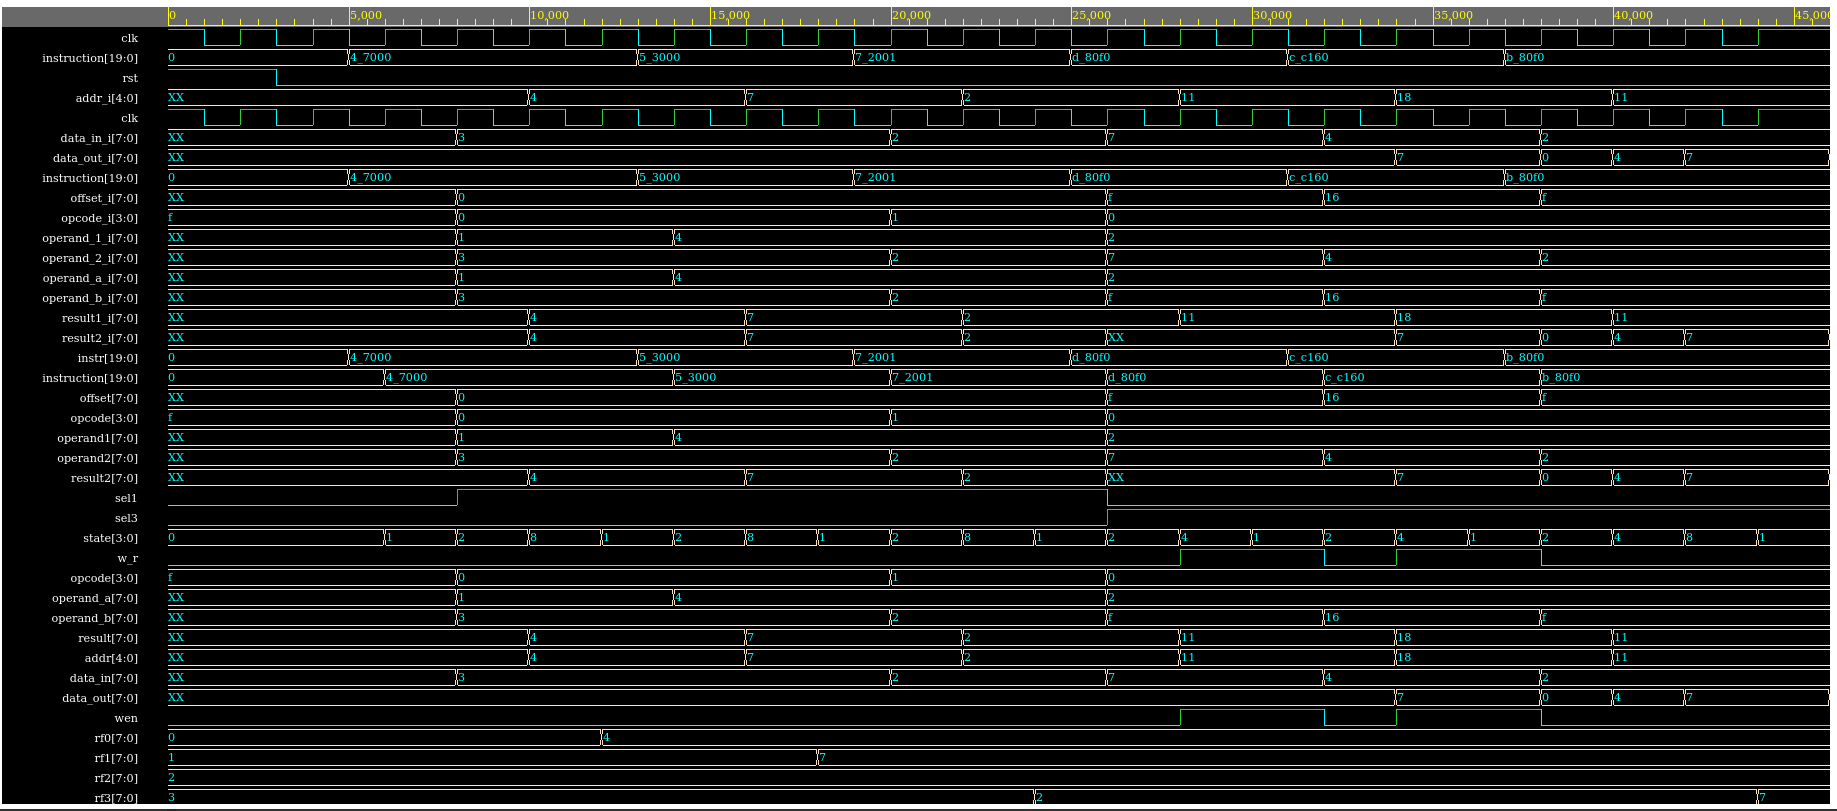 0 5,000 10,000 15,000 20,000 25,000 30,000 35,000 40,000 45,000
clk
instruction[19:0] 0 4_7000 5_3000 7_2001 d_80f0 c_c160 b_80f0
rst
addr_i[4:0] XX 4 7 2 11 18 11
clk
data_in_i[7:0] XX 3 2 7 4 2
data_out_i[7:0] XX 7 0 4 7
instruction[19:0] 0 4_7000 5_3000 7_2001 d_80f0 c_c160 b_80f0
offset_i[7:0] XX 0 f 16 f
opcode_i[3:0] f 0 1 0
operand_1_i[7:0] XX 1 4 2
operand_2_i[7:0] XX 3 2 7 4 2
operand_a_i[7:0] XX 1 4 2
operand_b_i[7:0] XX 3 2 f 16 f
result1_i[7:0] XX 4 7 2 11 18 11
result2_i[7:0] XX 4 7 2 XX 7 0 4 7
instr[19:0] 0 4_7000 5_3000 7_2001 d_80f0 c_c160 b_80f0
instruction[19:0] 0 4_7000 5_3000 7_2001 d_80f0 c_c160 b_80f0
offset[7:0] XX 0 f 16 f
opcode[3:0] f 0 1 0
operand1[7:0] XX 1 4 2
operand2[7:0] XX 3 2 7 4 2
result2[7:0] XX 4 7 2 XX 7 0 4 7
sel1
sel3
state[3:0] 0 1 2 8 1 2 8 1 2 8 1 2 4 1 2 4 1 2 4 8 1
w_r
opcode[3:0] f 0 1 0
operand_a[7:0] XX 1 4 2
operand_b[7:0] XX 3 2 f 16 f
result[7:0] XX 4 7 2 11 18 11
addr[4:0] XX 4 7 2 11 18 11
data_in[7:0] XX 3 2 7 4 2
data_out[7:0] XX 7 0 4 7
wen
rf0[7:0] 0 4
rf1[7:0] 1 7
rf2[7:0] 2
rf3[7:0] 3 2 7